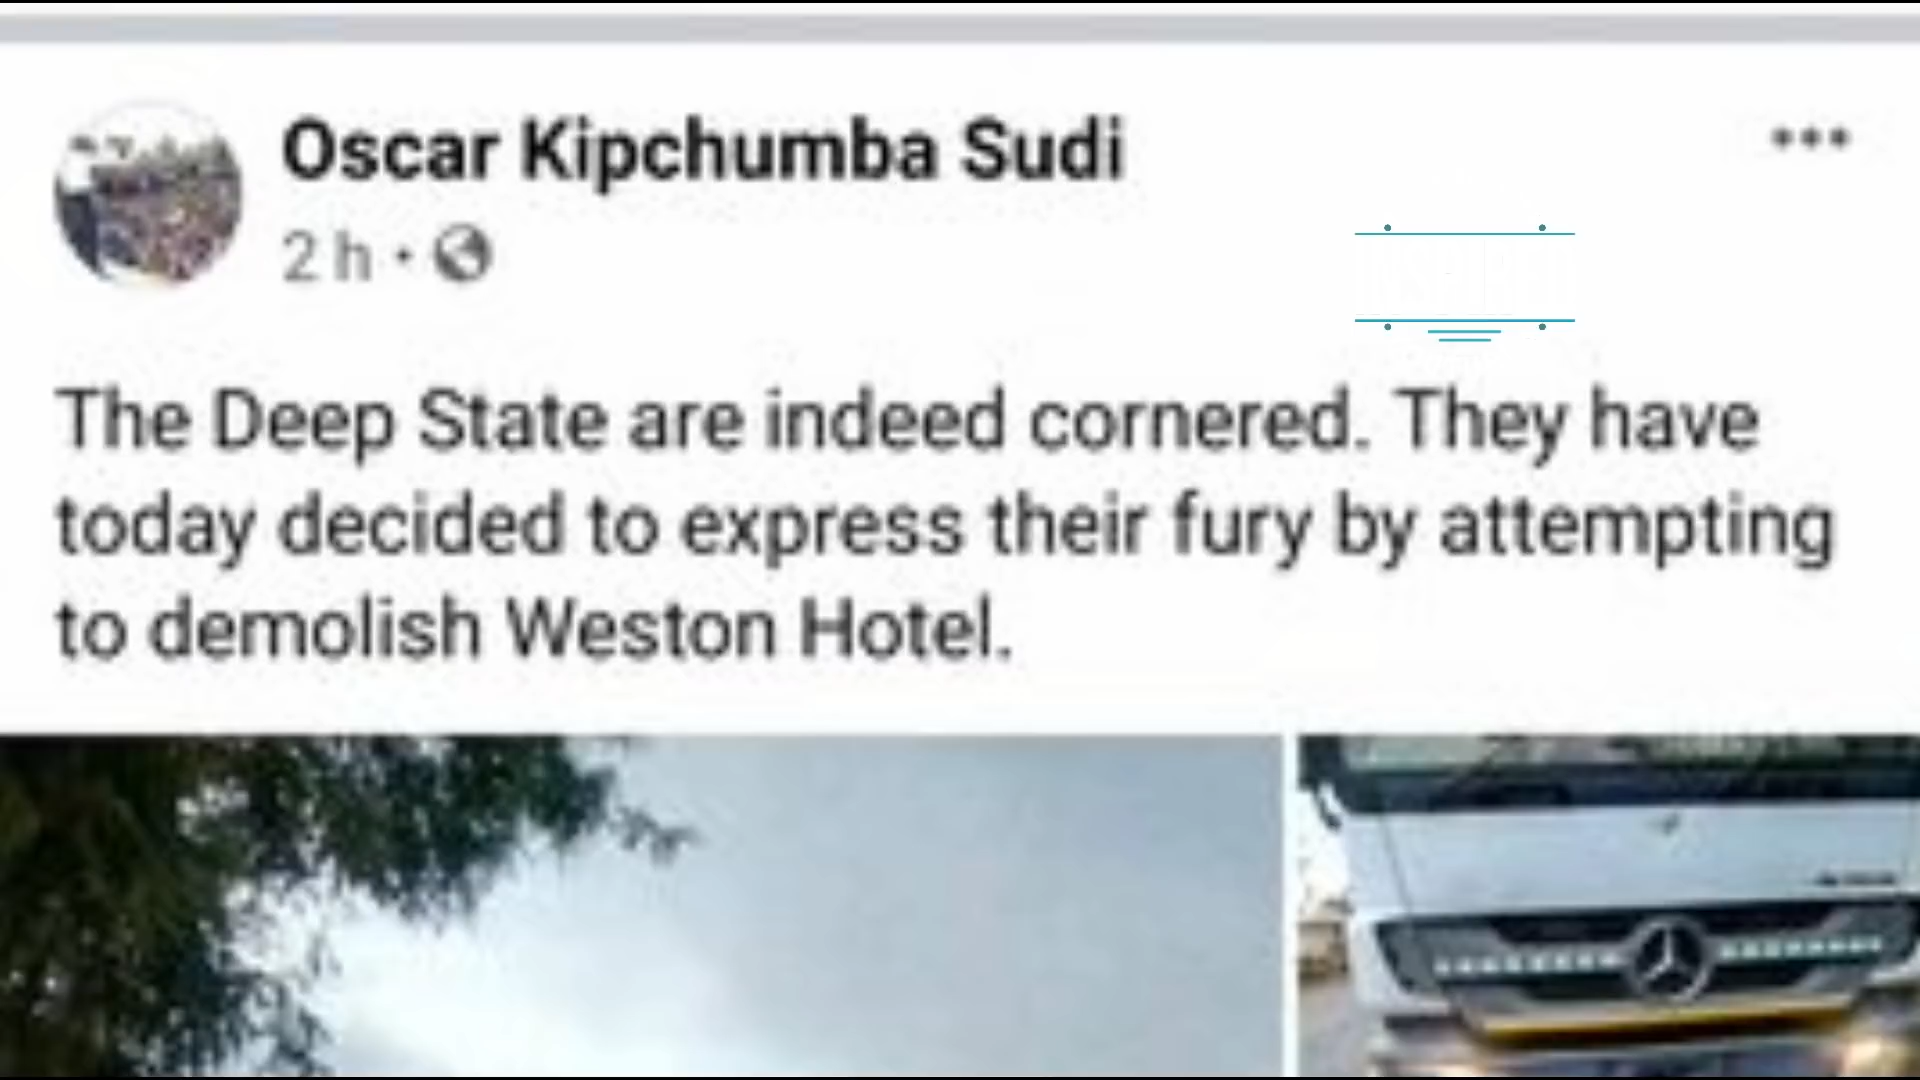 Oscar Kipchumba Sudi
2 h
The Deep State are indeed cornered. They have
today decided to express their fury by attempting
to demolish Weston Hotel.